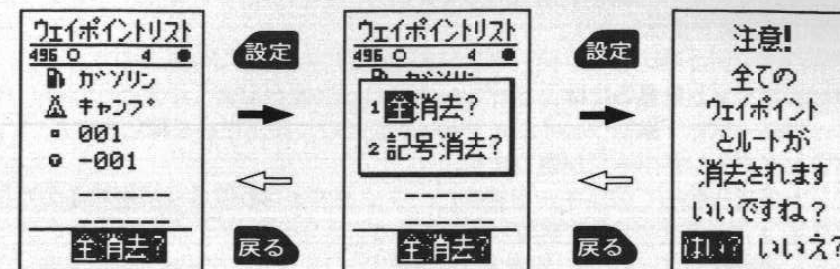 ウェイポイントリスト
496 ○ 4 ●
ガソリン
キャンプ
001
-001
------
------
全消去?
設定
戻る
ウェイポイントリスト
496 ○ 4 ●
1 全消去?
2 記号消去?
------
------
全消去?
設定
戻る
注意!
全ての
ウェイポイント
とルートが
消去されます
いいですね?
はい? いいえ?